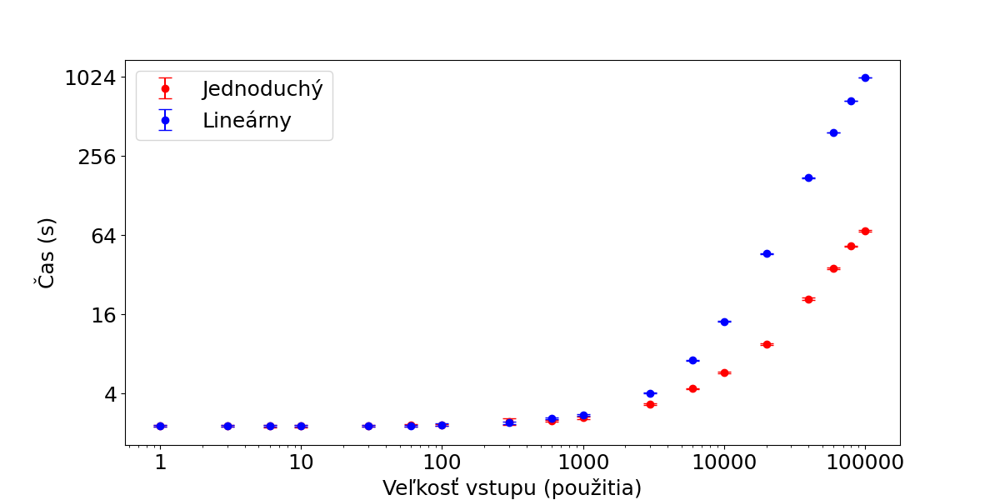 Jednoduchý
Lineárny
1024
256
64
16
4
Čas (s)
1 10 100 1000 10000 100000
Veľkosť vstupu (použitia)